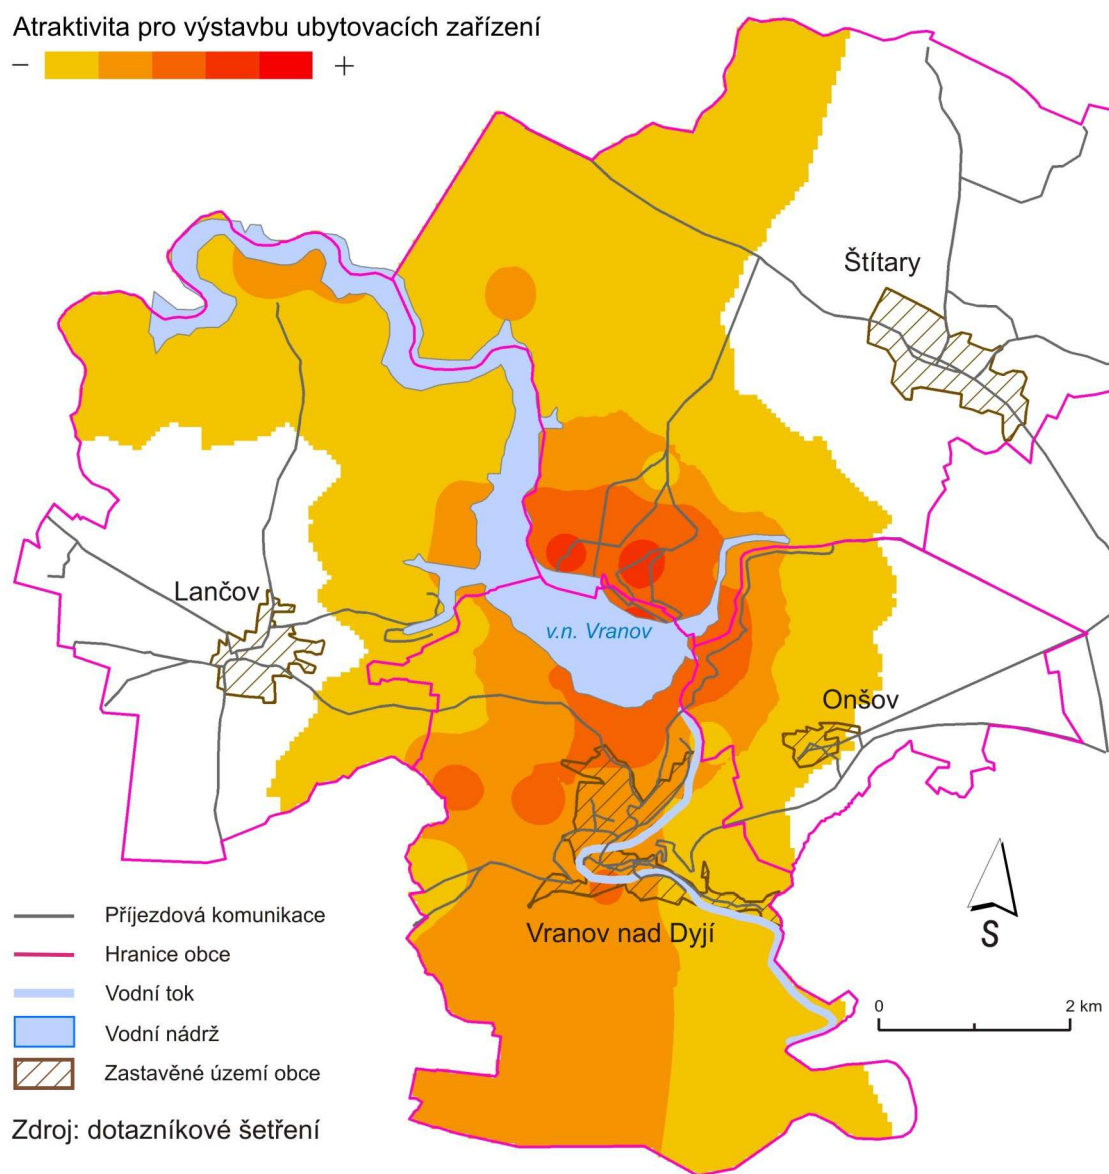 Atraktivita pro výstavbu ubytovacích zařízení
− +
Štítary
Lančov
v.n. Vranov
Onšov
Vranov nad Dyjí
Příjezdová komunikace
Hranice obce
Vodní tok
Vodní nádrž
Zastavěné území obce
S
0 2 km
Zdroj: dotazníkové šetření